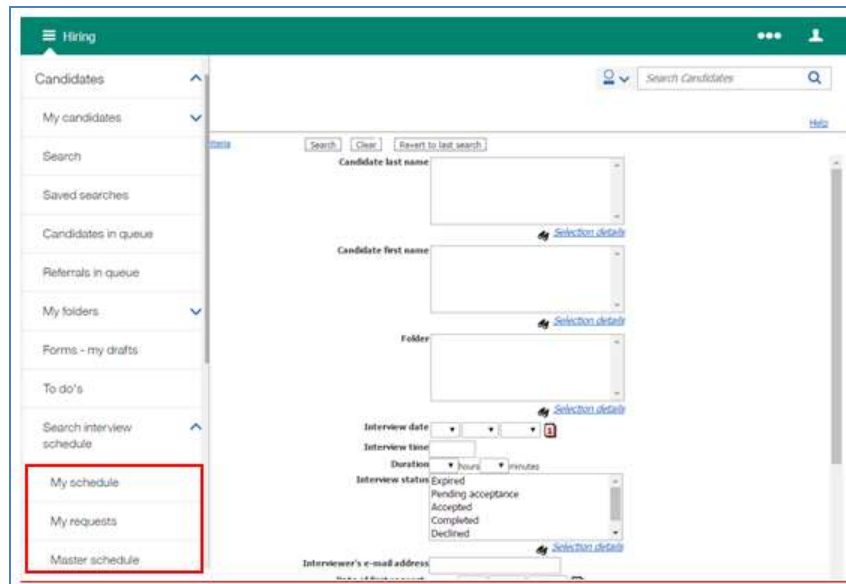 Hiring
Candidates
Search Candidates
My candidates
Help
Search
Saved searches
Candidates in queue
Referrals in queue
My folders
Forms - my drafts
To do's
Search interview
schedule
My schedule
My requests
Master schedule
Search Clear Revert to last search
Candidate last name
Selection details
Candidate first name
Selection details
Folder
Selection details
Interview date
Interview time
Duration hours minutes
Interview status
Expired
Pending acceptance
Accepted
Completed
Declined
Selection details
Interviewer's e-mail address